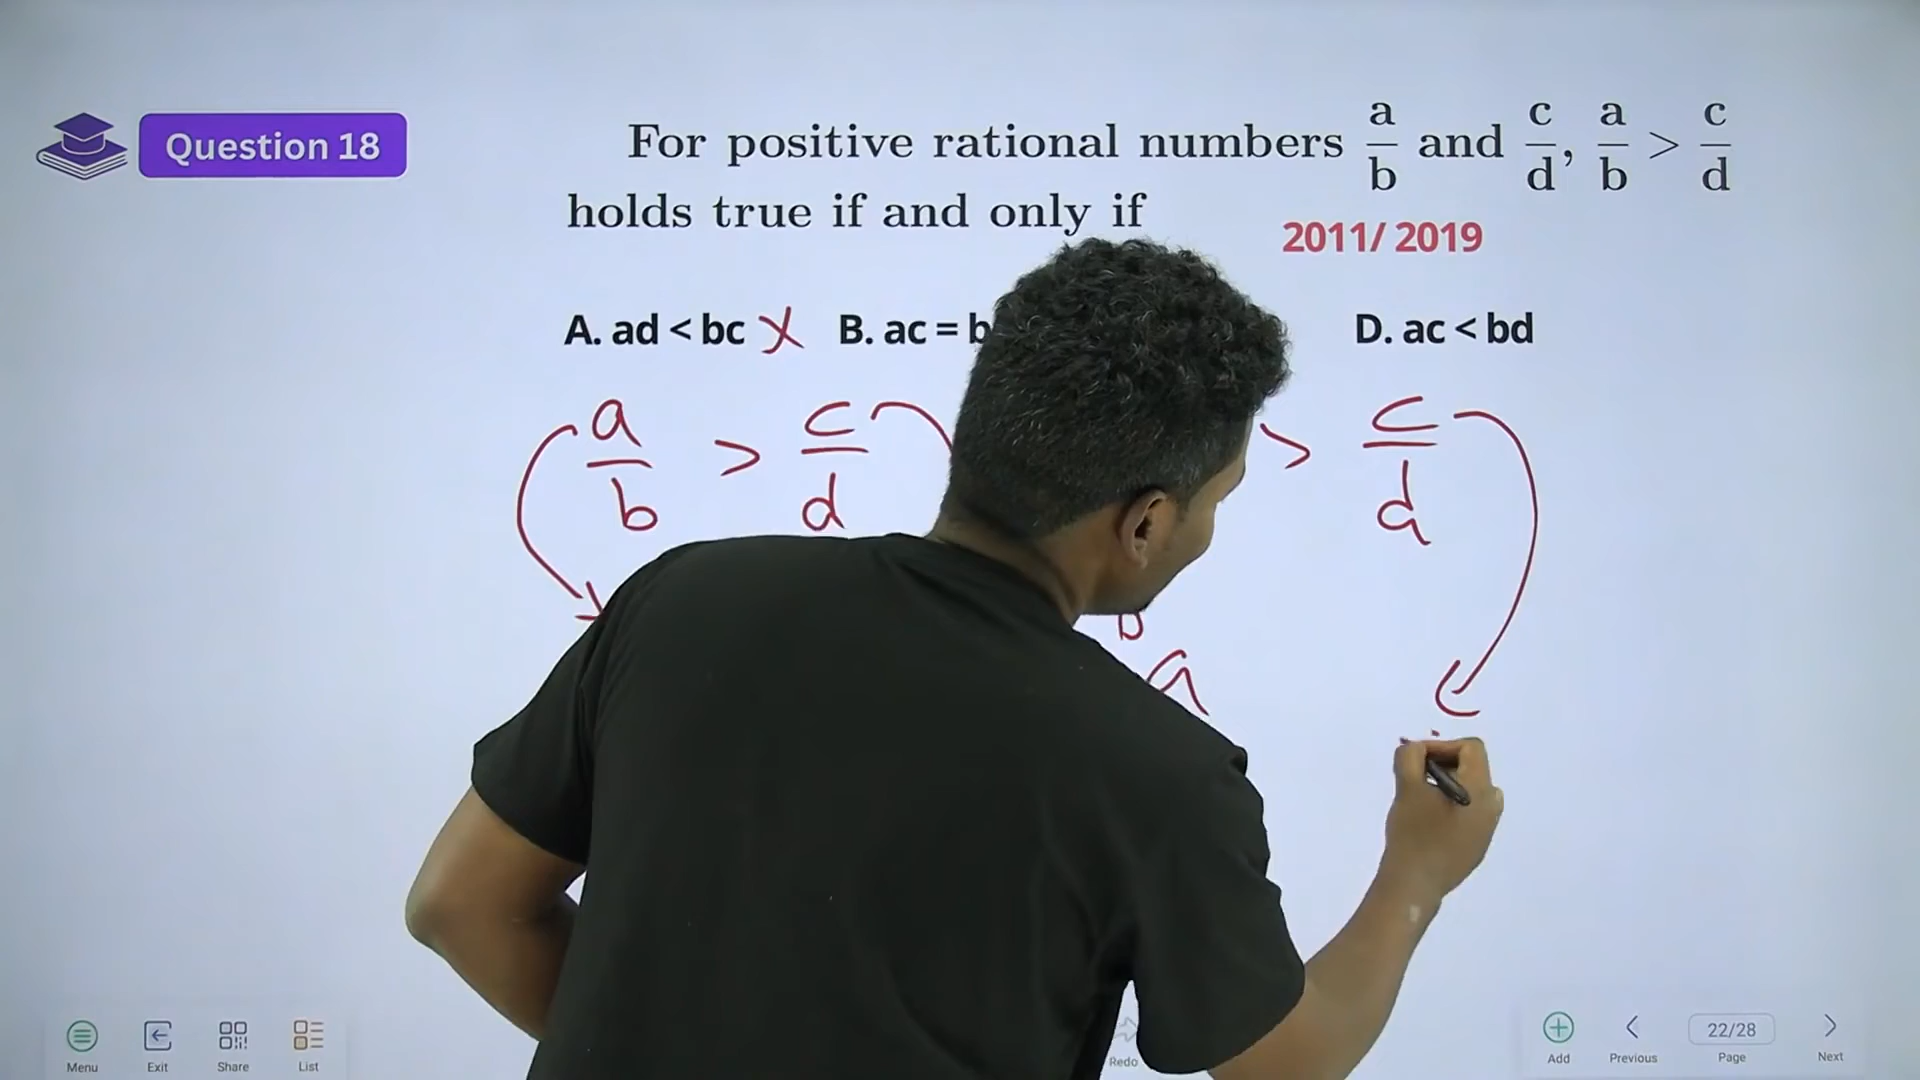 Question 18
For positive rational numbers a/b and c/d, a/b > c/d
holds true if and only if
2011/ 2019
A. ad < bc X B. ac = b D. ac < bd
a/b > c/d > c/d
a
Menu Exit Share List Redo Add Previous 22/28 Page Next